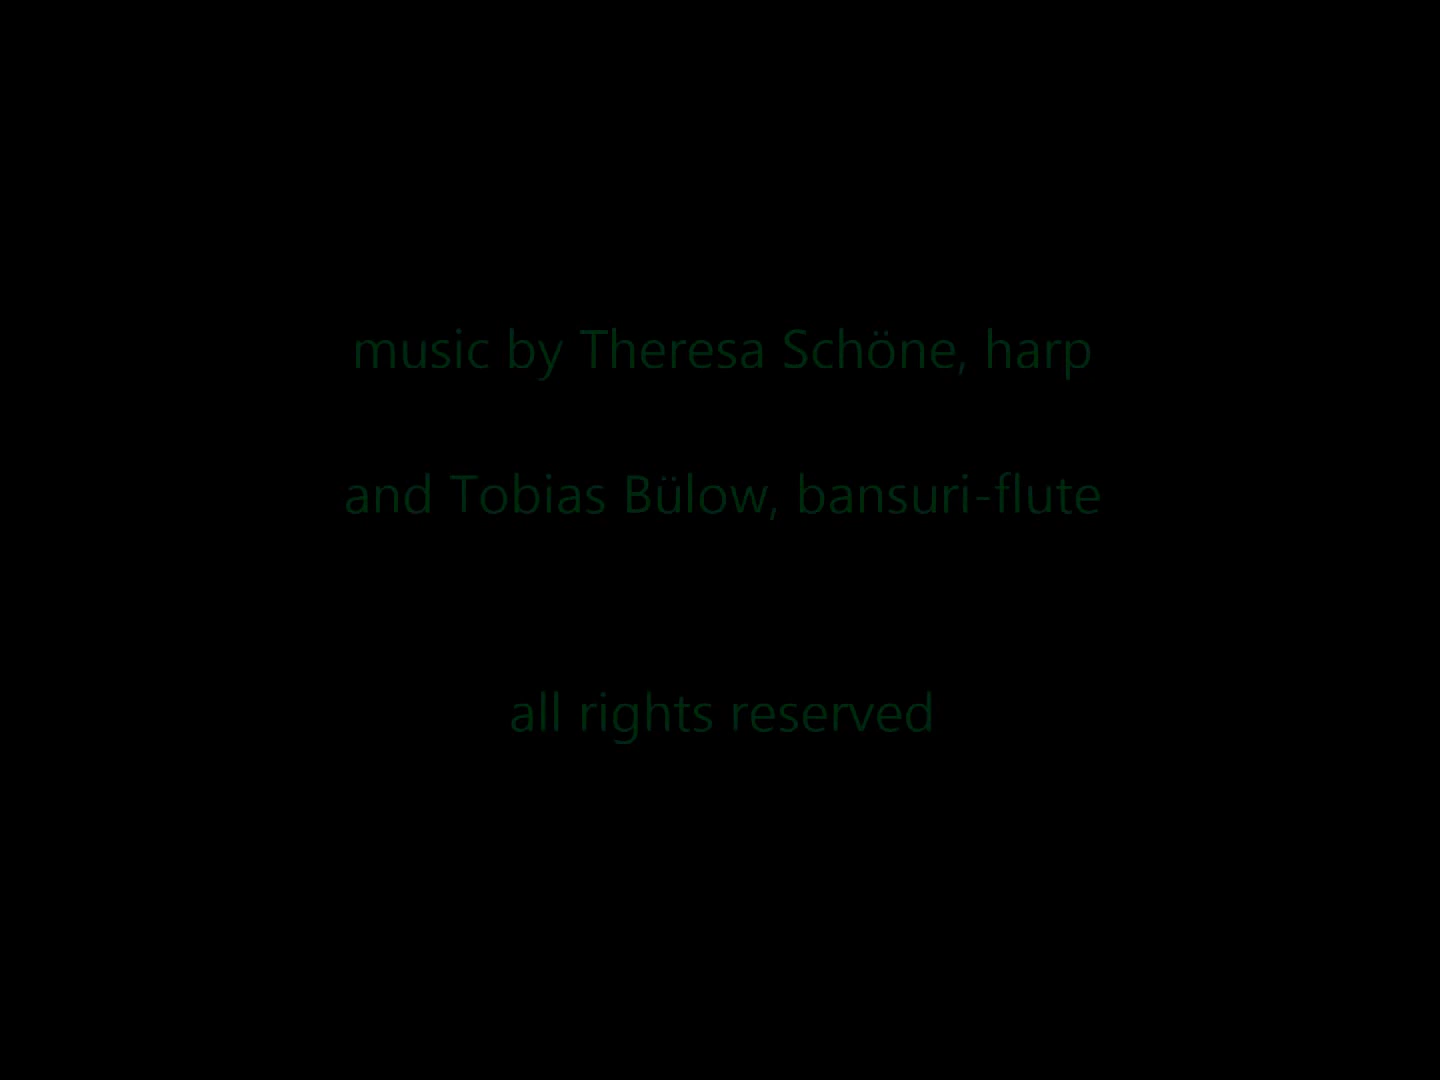 music by Theresa Schöne, harp
and Tobias Bülow, bansuri-flute
all rights reserved